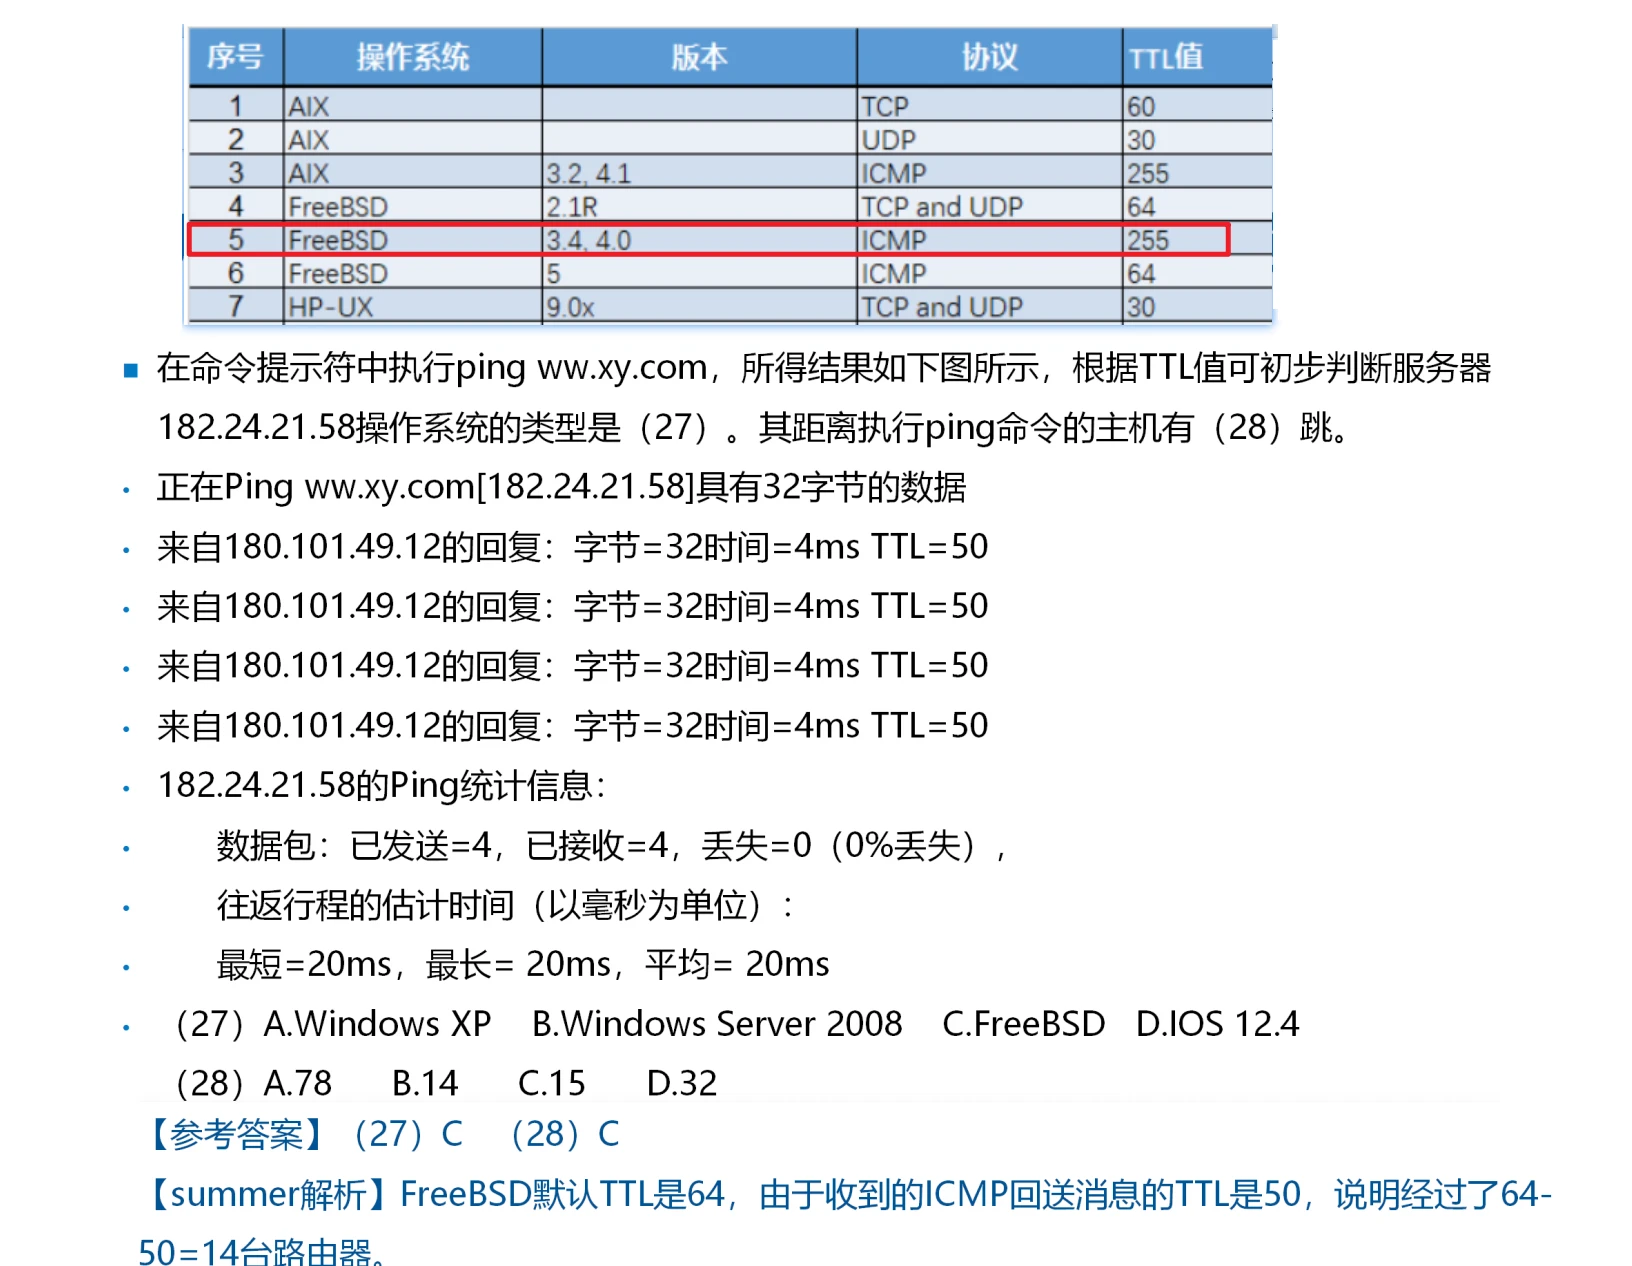 序号 操作系统 版本 协议 TTL值
1 AIX TCP 60
2 AIX UDP 30
3 AIX 3.2, 4.1 ICMP 255
4 FreeBSD 2.1R TCP and UDP 64
5 FreeBSD 3.4, 4.0 ICMP 255
6 FreeBSD 5 ICMP 64
7 HP-UX 9.0x TCP and UDP 30
■ 在命令提示符中执行ping ww.xy.com，所得结果如下图所示，根据TTL值可初步判断服务器
182.24.21.58操作系统的类型是（27）。其距离执行ping命令的主机有（28）跳。
• 正在Ping ww.xy.com[182.24.21.58]具有32字节的数据
• 来自180.101.49.12的回复：字节=32时间=4ms TTL=50
• 来自180.101.49.12的回复：字节=32时间=4ms TTL=50
• 来自180.101.49.12的回复：字节=32时间=4ms TTL=50
• 来自180.101.49.12的回复：字节=32时间=4ms TTL=50
• 182.24.21.58的Ping统计信息：
• 数据包：已发送=4，已接收=4，丢失=0（0%丢失），
• 往返行程的估计时间（以毫秒为单位）：
• 最短=20ms，最长= 20ms，平均= 20ms
• （27）A.Windows XP B.Windows Server 2008 C.FreeBSD D.IOS 12.4
（28）A.78 B.14 C.15 D.32
【参考答案】（27）C （28）C
【summer解析】FreeBSD默认TTL是64，由于收到的ICMP回送消息的TTL是50，说明经过了64-
50=14台路由器。